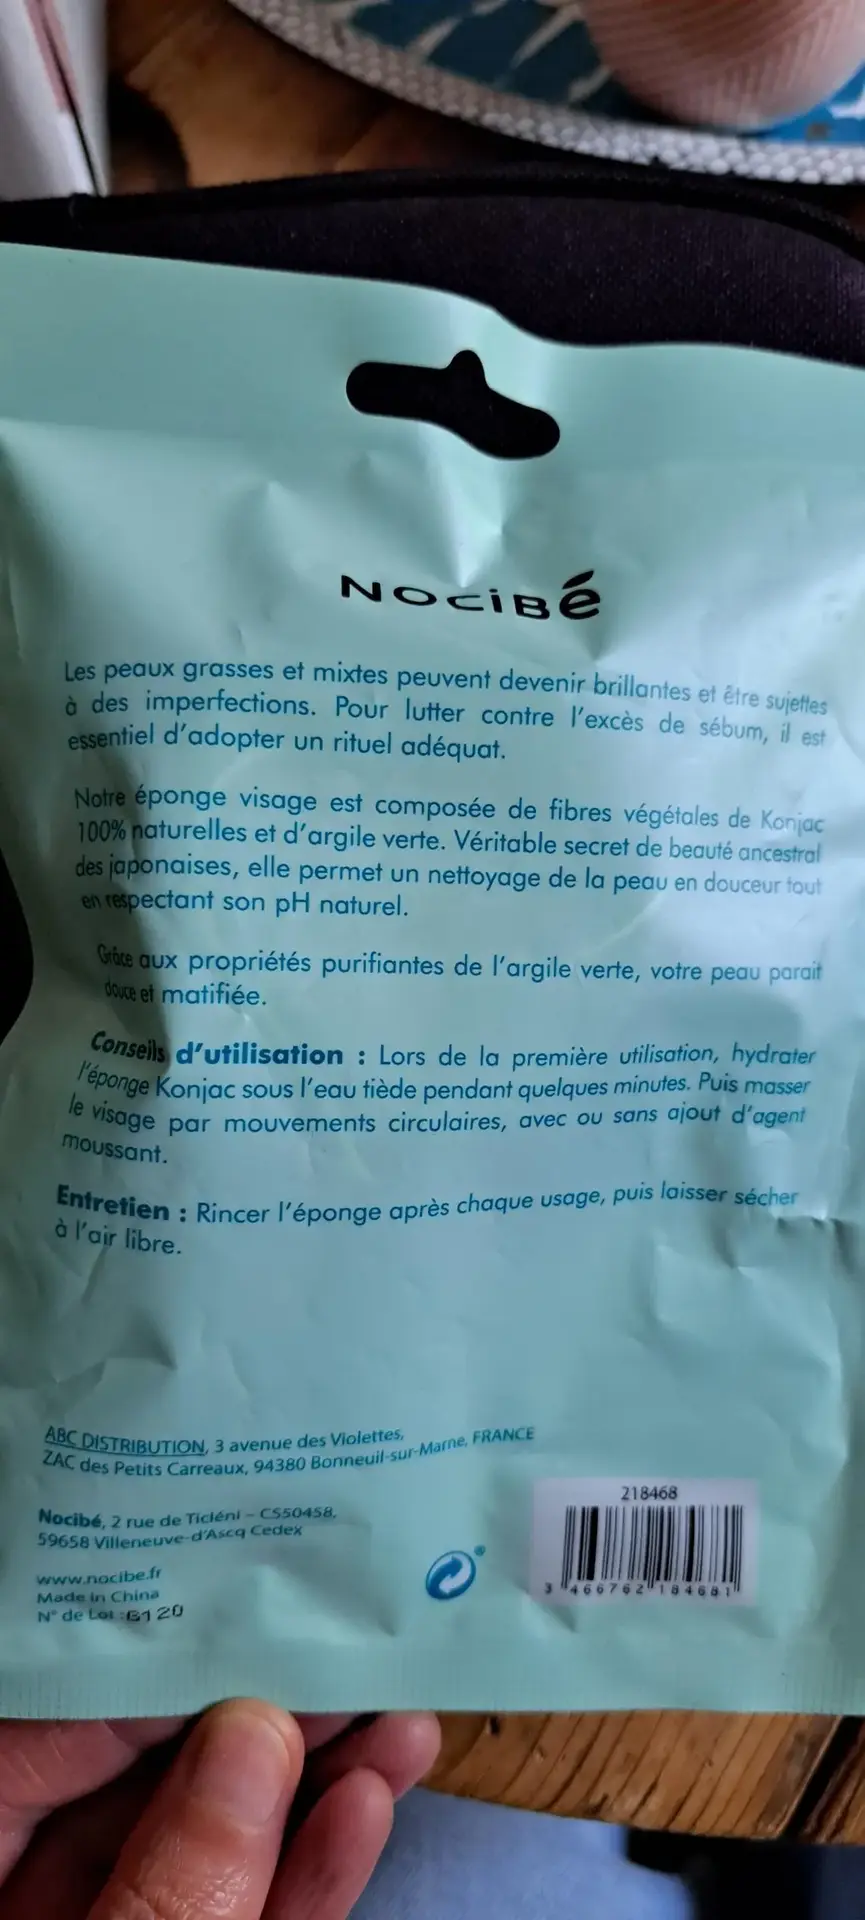 NOCiBé
Les peaux grasses et mixtes peuvent devenir brillantes et être sujettes
à des imperfections. Pour lutter contre l'excès de sébum, il est
essentiel d'adopter un rituel adéquat.
Notre éponge visage est composée de fibres végétales de Konjac
100% naturelles et d'argile verte. Véritable secret de beauté ancestral
des japonaises, elle permet un nettoyage de la peau en douceur tout
en respectant son pH naturel.
Grâce aux propriétés purifiantes de l'argile verte, votre peau parait
douce et matifiée.
Conseils d'utilisation : Lors de la première utilisation, hydrater
l'éponge Konjac sous l'eau tiède pendant quelques minutes. Puis masser
le visage par mouvements circulaires, avec ou sans ajout d'agent
moussant.
Entretien : Rincer l'éponge après chaque usage, puis laisser sécher
à l'air libre.
ABC DISTRIBUTION, 3 avenue des Violettes,
ZAC des Petits Carreaux, 94380 Bonneuil-sur-Marne, FRANCE
Nocibé, 2 rue de Ticléni - CS50458,
59658 Villeneuve-d'Ascq Cedex
www.nocibe.fr
Made in China
N° de Lot : G120
218468
3 466762 184681